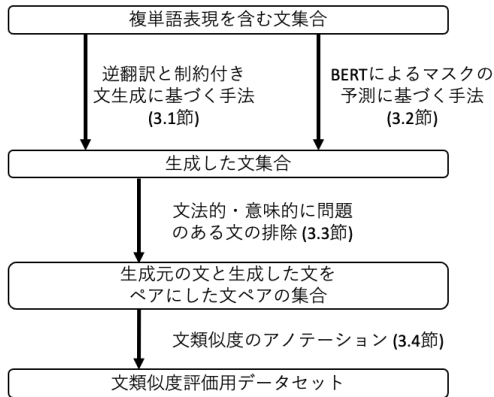 複単語表現を含む文集合
逆翻訳と制約付き
文生成に基づく手法
(3.1節)
BERTによるマスクの
予測に基づく手法
(3.2節)
生成した文集合
文法的・意味的に問題
のある文の排除 (3.3節)
生成元の文と生成した文を
ペアにした文ペアの集合
文類似度のアノテーション (3.4節)
文類似度評価用データセット